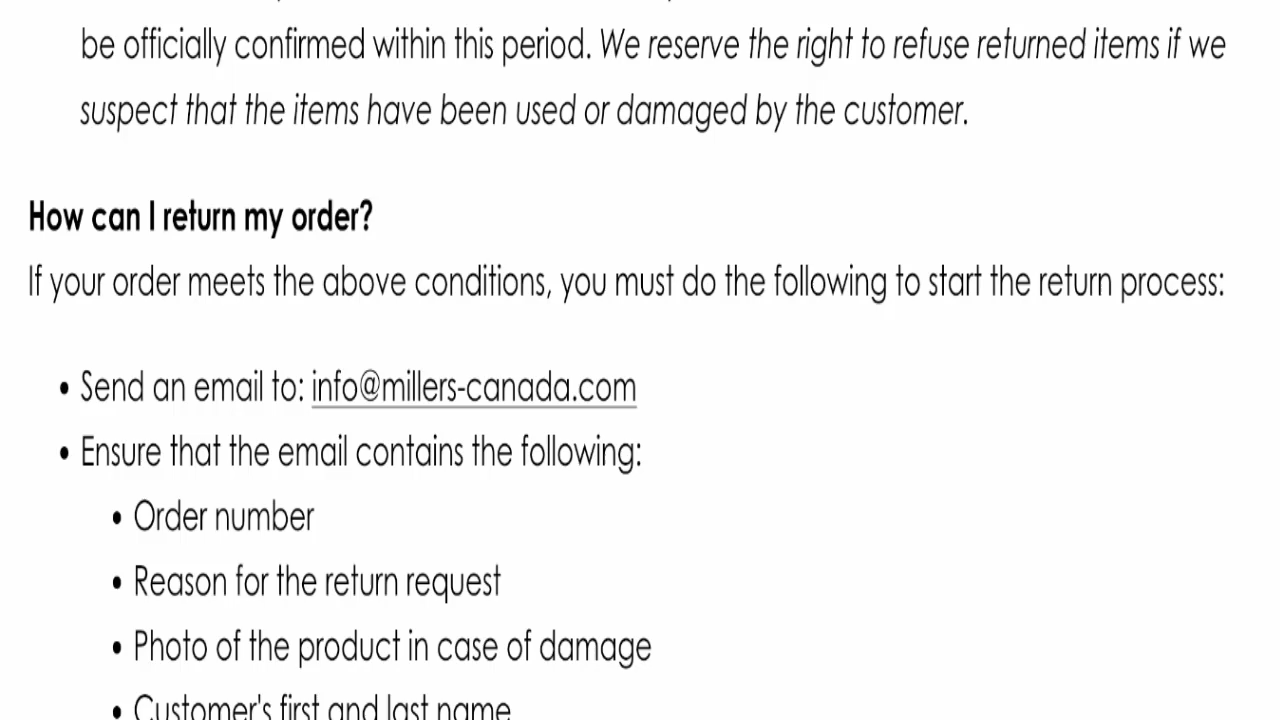 be officially confirmed within this period. We reserve the right to refuse returned items if we
suspect that the items have been used or damaged by the customer.
How can I return my order?
If your order meets the above conditions, you must do the following to start the return process:
• Send an email to: info@millers-canada.com
• Ensure that the email contains the following:
• Order number
• Reason for the return request
• Photo of the product in case of damage
• Customer's first and last name